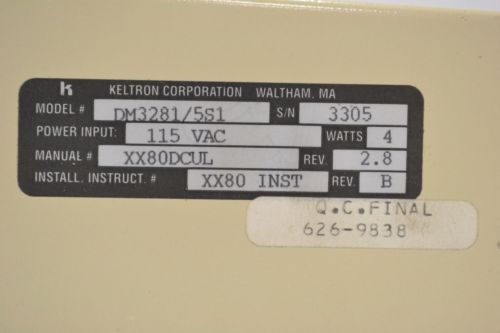 k KELTRON CORPORATION WALTHAM, MA
MODEL # DM3281/5S1 S/N 3305
POWER INPUT: 115 VAC WATTS 4
MANUAL # XX80DCUL REV. 2.8
INSTALL. INSTRUCT. # XX80 INST REV. B
Q.C.FINAL
626-9838